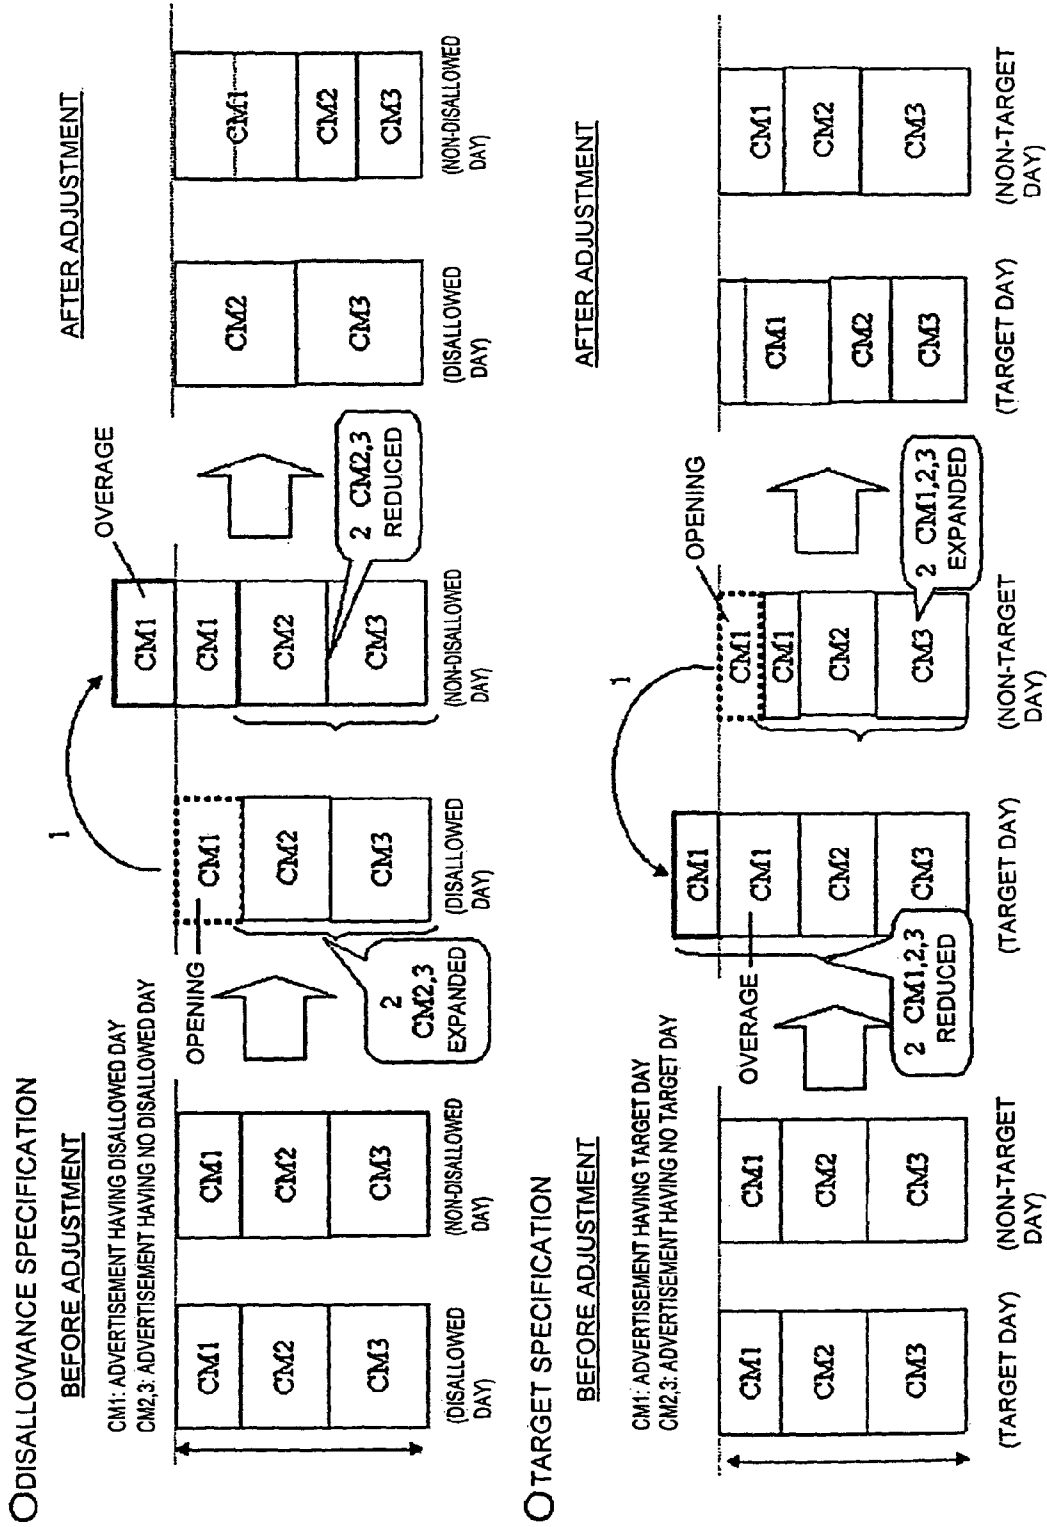 ○DISALLOWANCE SPECIFICATION
BEFORE ADJUSTMENT
CM1: ADVERTISEMENT HAVING DISALLOWED DAY
CM2,3: ADVERTISEMENT HAVING NO DISALLOWED DAY
CM1
CM2
CM3
(DISALLOWED
DAY)
CM1
CM2
CM3
(NON-DISALLOWED
DAY)
OPENING
1
CM1
CM2
CM3
(DISALLOWED
DAY)
2
CM2,3
EXPANDED
OVERAGE
CM1
CM1
CM2
CM3
(NON-DISALLOWED
DAY)
2 CM2,3
REDUCED
AFTER ADJUSTMENT
CM2
CM3
(DISALLOWED
DAY)
CM1
CM2
CM3
(NON-DISALLOWED
DAY)
○TARGET SPECIFICATION
BEFORE ADJUSTMENT
CM1: ADVERTISEMENT HAVING TARGET DAY
CM2,3: ADVERTISEMENT HAVING NO TARGET DAY
CM1
CM2
CM3
(TARGET DAY)
CM1
CM2
CM3
(NON-TARGET
DAY)
OVERAGE
CM1
CM1
CM2
CM3
(TARGET DAY)
2 CM1,2,3
REDUCED
1
OPENING
CM1
CM1
CM2
CM3
(NON-TARGET
DAY)
2 CM1,2,3
EXPANDED
AFTER ADJUSTMENT
CM1
CM2
CM3
(TARGET DAY)
CM1
CM2
CM3
(NON-TARGET
DAY)